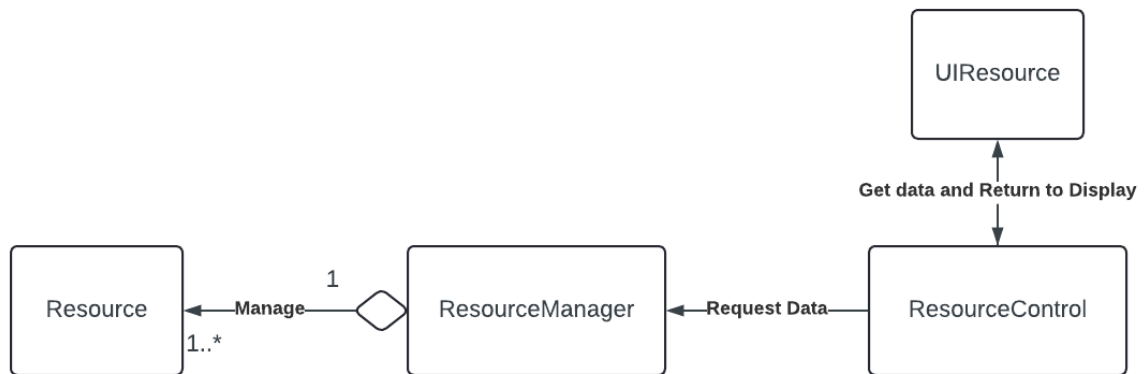 UIResource
Get data and Return to Display
1
Resource
Manage
ResourceManager
Request Data
ResourceControl
1..*